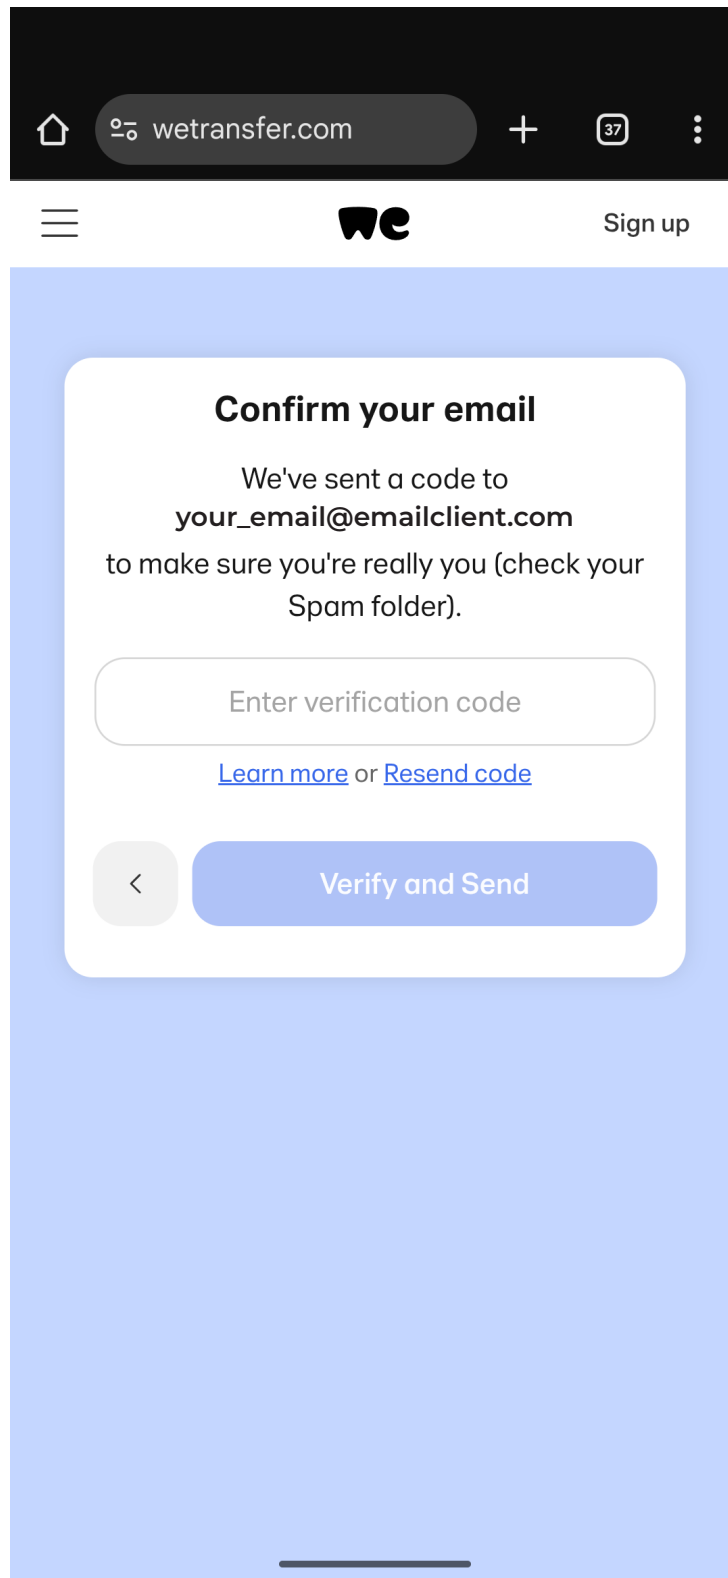 wetransfer.com
37
we
Sign up
Confirm your email
We've sent a code to
your_email@emailclient.com
to make sure you're really you (check your
Spam folder).
Enter verification code
Learn more or Resend code
Verify and Send